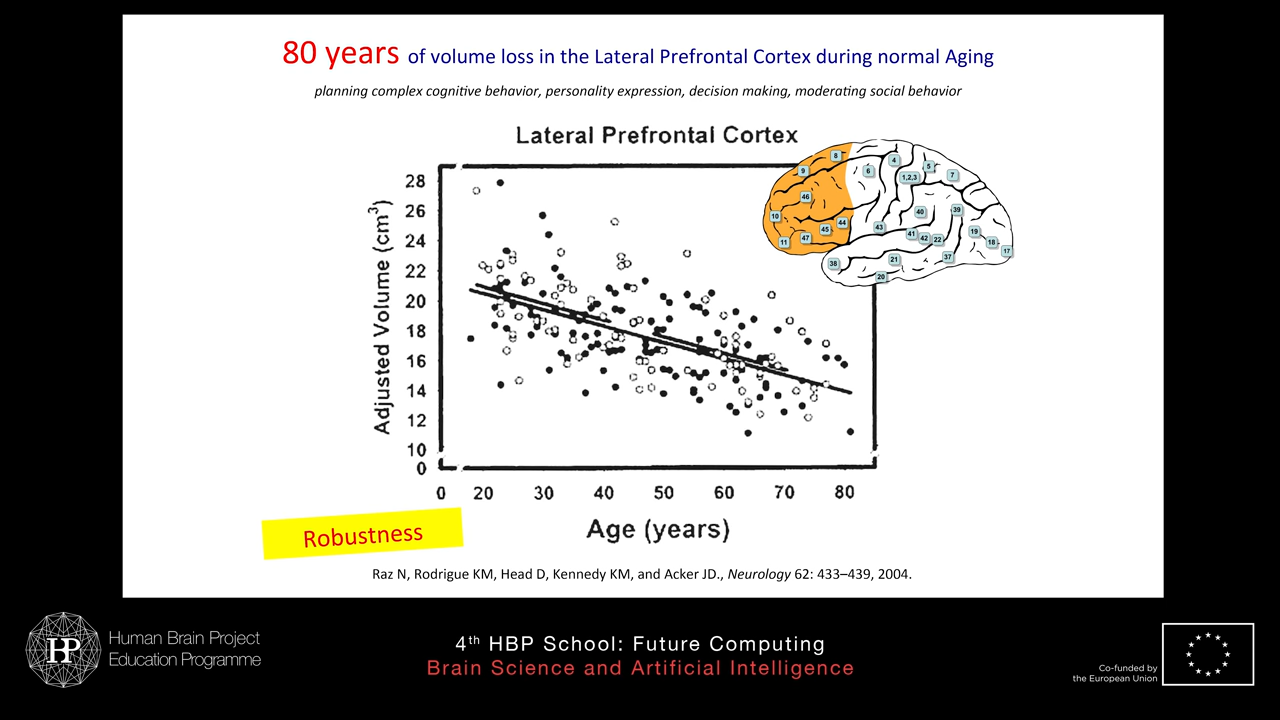 80 years of volume loss in the Lateral Prefrontal Cortex during normal Aging
planning complex cognitive behavior, personality expression, decision making, moderating social behavior
Lateral Prefrontal Cortex
Adjusted Volume (cm³)
28
26
24
22
20
18
16
14
12
10
0
0 20 30 40 50 60 70 80
Age (years)
8
9
46
10
11
47
45
44
6
4
1,2,3
5
7
43
40
39
41
42
22
19
18
17
37
38
21
20
Robustness
Raz N, Rodrigue KM, Head D, Kennedy KM, and Acker JD., Neurology 62: 433–439, 2004.
HP
Human Brain Project
Education Programme
4th HBP School: Future Computing
Brain Science and Artificial Intelligence
Co-funded by
the European Union